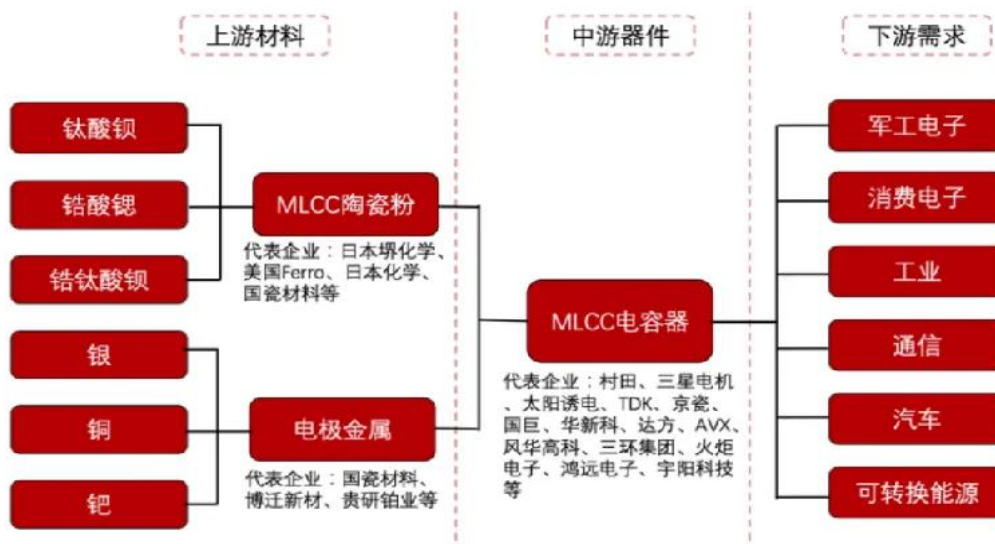 上游材料
中游器件
下游需求
钛酸钡
锆酸锶
锆钛酸钡
银
铜
钯
MLCC陶瓷粉
代表企业：日本堺化学、
美国Ferro、日本化学、
国瓷材料等
电极金属
代表企业：国瓷材料、
博迁新材、贵研铂业等
MLCC电容器
代表企业：村田、三星电机
、太阳诱电、TDK、京瓷、
国巨、华新科、达方、AVX、
风华高科、三环集团、火炬
电子、鸿远电子、宇阳科技
等
军工电子
消费电子
工业
通信
汽车
可转换能源